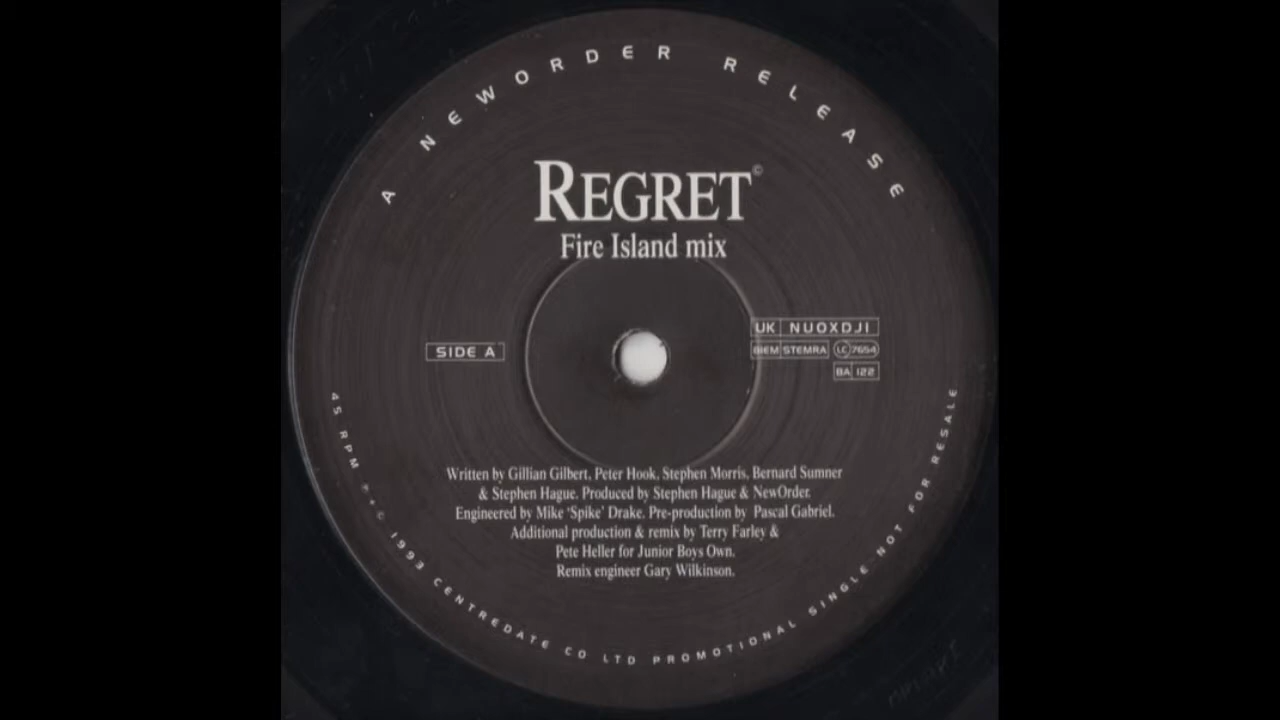 A NEWORDER RELEASE
REGRET©
Fire Island mix
SIDE A
UK NUOXDJ1
BIEM STEMRA LC 7654
BA 122
Written by Gillian Gilbert, Peter Hook, Stephen Morris, Bernard Sumner
& Stephen Hague. Produced by Stephen Hague & NewOrder.
Engineered by Mike ‘Spike’ Drake. Pre-production by Pascal Gabriel.
Additional production & remix by Terry Farley &
Pete Heller for Junior Boys Own.
Remix engineer Gary Wilkinson.
45 RPM P + © 1993 CENTREDATE CO LTD PROMOTIONAL SINGLE·NOT FOR RESALE